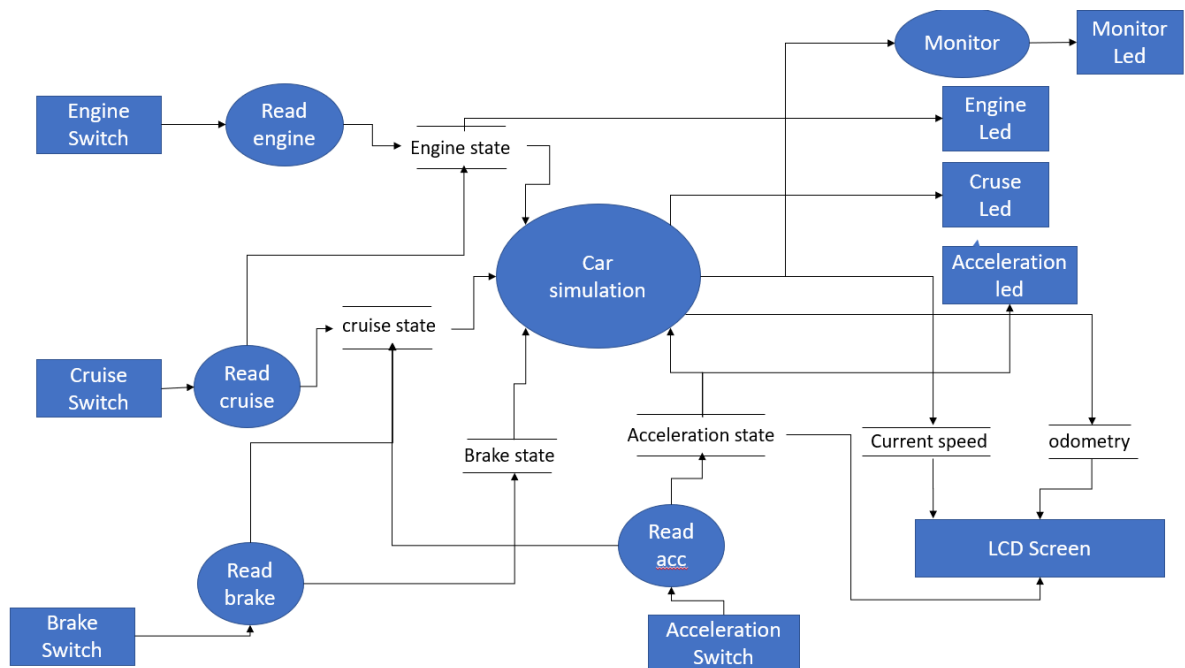 Monitor
Monitor
Led
Engine
Switch
Read
engine
Engine state
Engine
Led
Cruse
Led
Car
simulation
Acceleration
led
cruise state
Cruise
Switch
Read
cruise
Brake state
Acceleration state
Current speed
odometry
Read
acc
LCD Screen
Read
brake
Brake
Switch
Acceleration
Switch